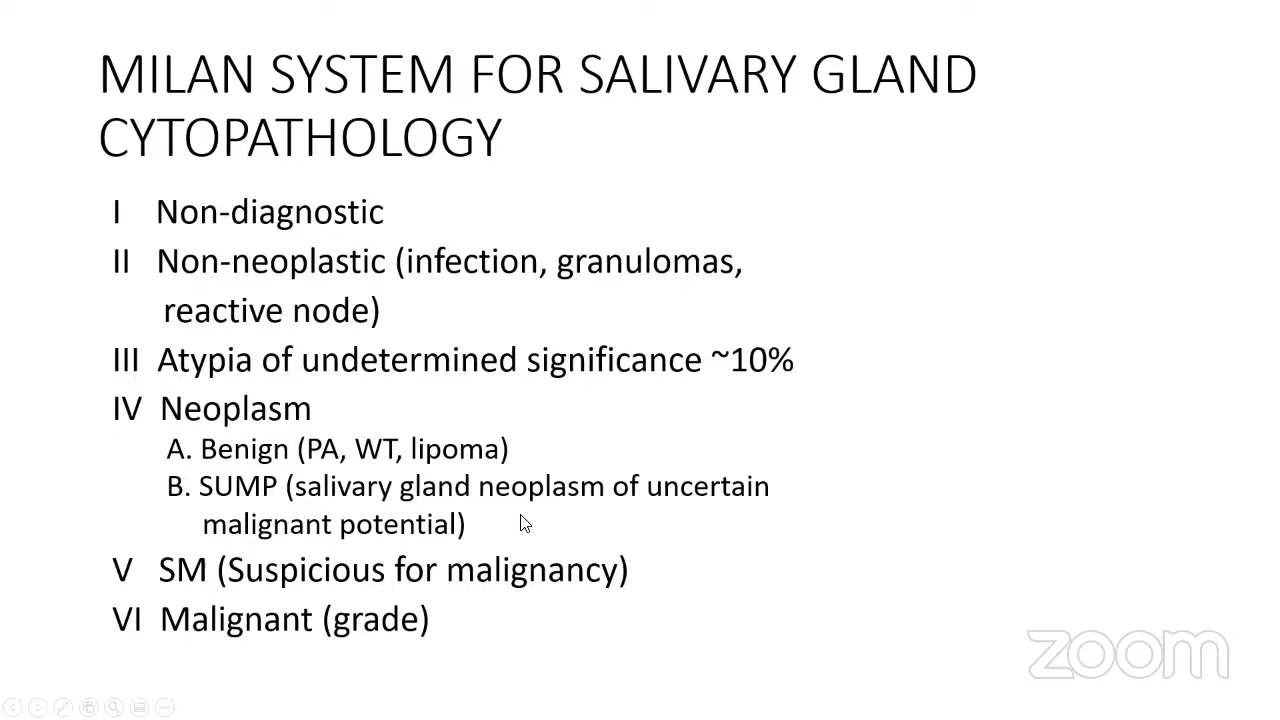 MILAN SYSTEM FOR SALIVARY GLAND
CYTOPATHOLOGY
I Non-diagnostic
II Non-neoplastic (infection, granulomas,
reactive node)
III Atypia of undetermined significance ~10%
IV Neoplasm
A. Benign (PA, WT, lipoma)
B. SUMP (salivary gland neoplasm of uncertain
malignant potential)
V SM (Suspicious for malignancy)
VI Malignant (grade)
zoom